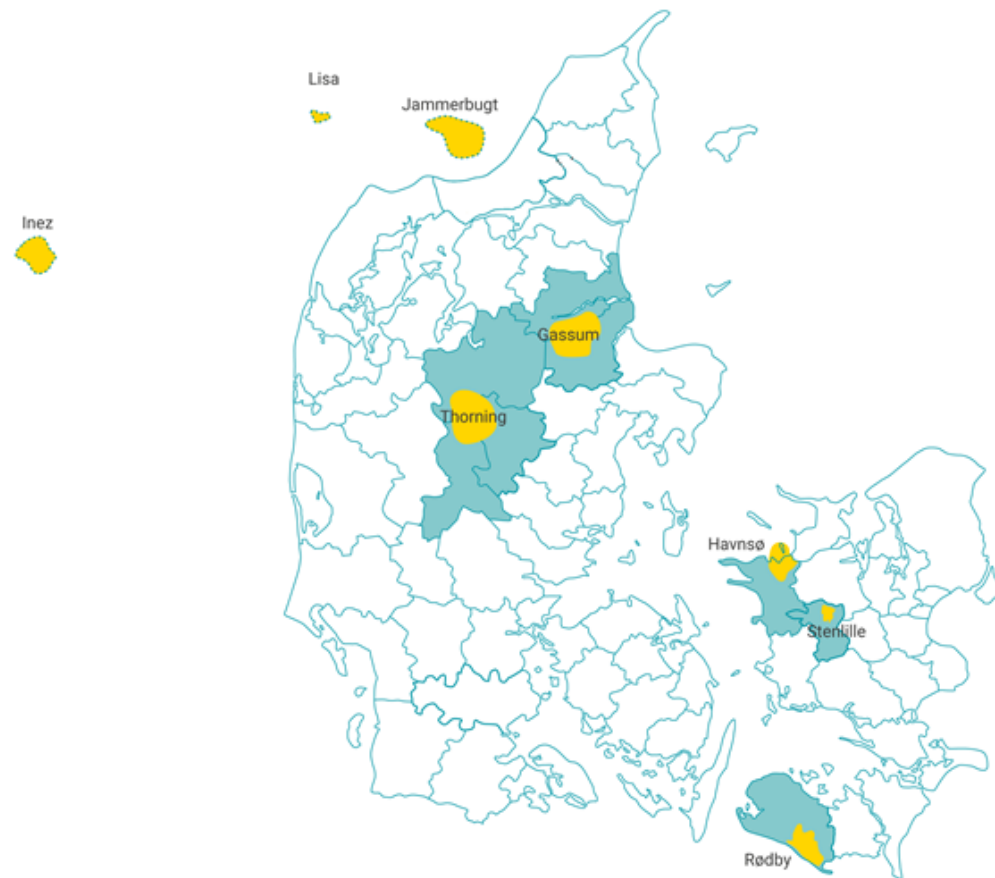 Lisa
Jammerbugt
Inez
Gassum
Thorning
Havnsø
Stenlille
Rødby